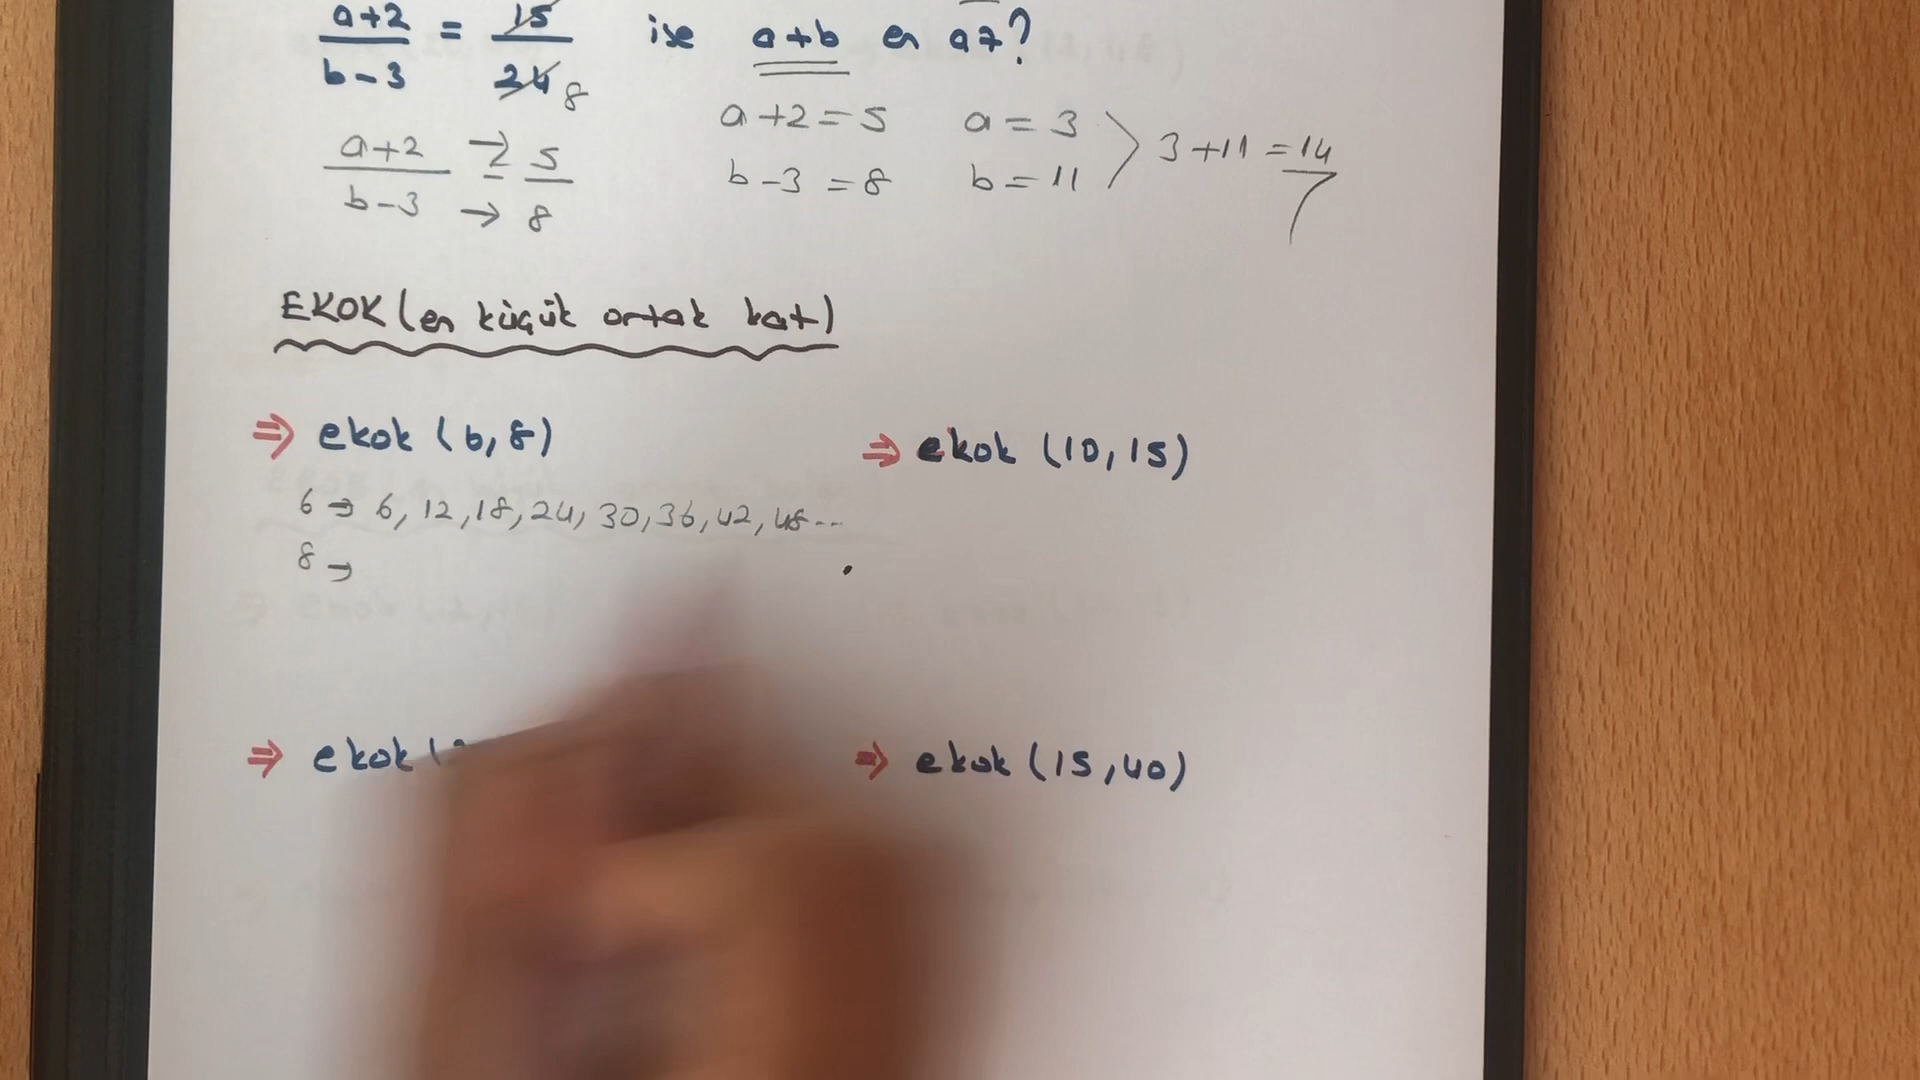 a+2 = 15 ise a+b en az?
b-3 24 8
a+2 = 5 a = 3
b-3 = 8 b = 11 3+11 = 14
a+2 → = 5
b-3 → 8
EKOK (en küçük ortak kat)
⇒ ekok (6,8)
⇒ ekok (10,15)
6 → 6, 12, 18, 24, 30, 36, 42, 48...
8 →
⇒ ekok (
⇒ ekok (15,40)